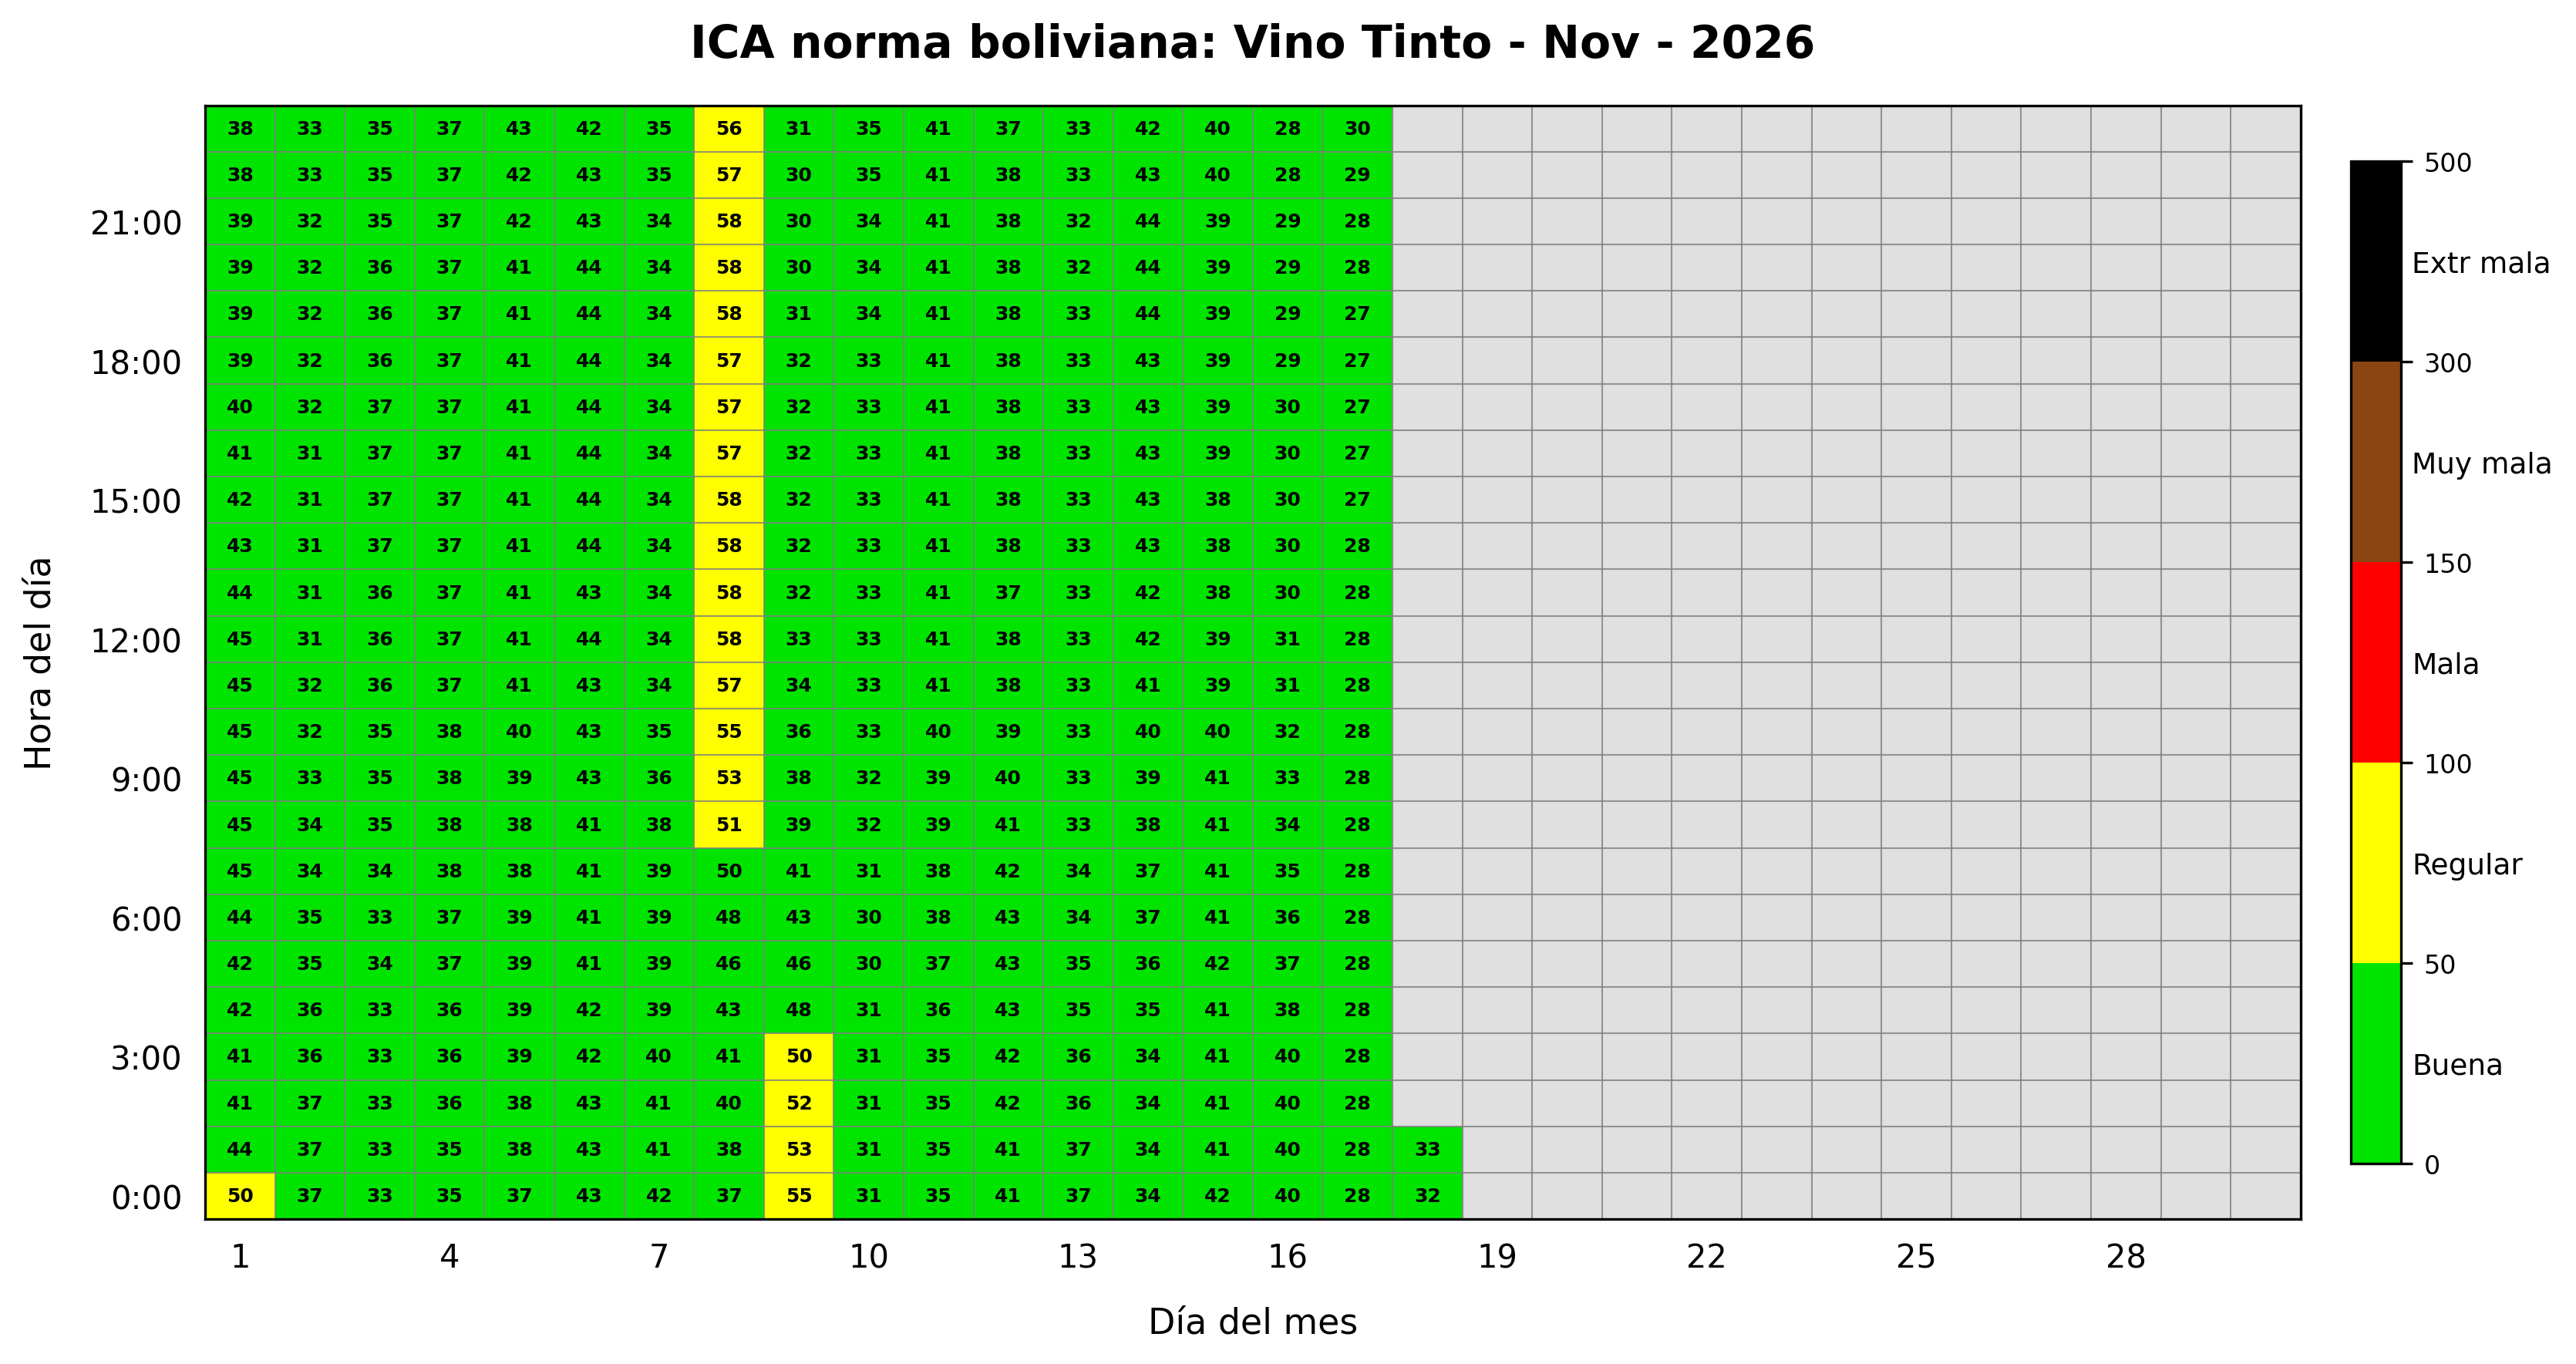 ICA norma boliviana: Vino Tinto - Nov - 2026
38 33 35 37 43 42 35 56 31 35 41 37 33 42 40 28 30
38 33 35 37 42 43 35 57 30 35 41 38 33 43 40 28 29
21:00 39 32 35 37 42 43 34 58 30 34 41 38 32 44 39 29 28
39 32 36 37 41 44 34 58 30 34 41 38 32 44 39 29 28
39 32 36 37 41 44 34 58 31 34 41 38 33 44 39 29 27
18:00 39 32 36 37 41 44 34 57 32 33 41 38 33 43 39 29 27
40 32 37 37 41 44 34 57 32 33 41 38 33 43 39 30 27
41 31 37 37 41 44 34 57 32 33 41 38 33 43 39 30 27
15:00 42 31 37 37 41 44 34 58 32 33 41 38 33 43 38 30 27
43 31 37 37 41 44 34 58 32 33 41 38 33 43 38 30 28
44 31 36 37 41 43 34 58 32 33 41 37 33 42 38 30 28
12:00 45 31 36 37 41 44 34 58 33 33 41 38 33 42 39 31 28
45 32 36 37 41 43 34 57 34 33 41 38 33 41 39 31 28
45 32 35 38 40 43 35 55 36 33 40 39 33 40 40 32 28
9:00 45 33 35 38 39 43 36 53 38 32 39 40 33 39 41 33 28
45 34 35 38 38 41 38 51 39 32 39 41 33 38 41 34 28
45 34 34 38 38 41 39 50 41 31 38 42 34 37 41 35 28
6:00 44 35 33 37 39 41 39 48 43 30 38 43 34 37 41 36 28
42 35 34 37 39 41 39 46 46 30 37 43 35 36 42 37 28
42 36 33 36 39 42 39 43 48 31 36 43 35 35 41 38 28
3:00 41 36 33 36 39 42 40 41 50 31 35 42 36 34 41 40 28
41 37 33 36 38 43 41 40 52 31 35 42 36 34 41 40 28
44 37 33 35 38 43 41 38 53 31 35 41 37 34 41 40 28 33
0:00 50 37 33 35 37 43 42 37 55 31 35 41 37 34 42 40 28 32
1 4 7 10 13 16 19 22 25 28
Día del mes
Hora del día
500
Extr mala
300
Muy mala
150
Mala
100
Regular
50
Buena
0